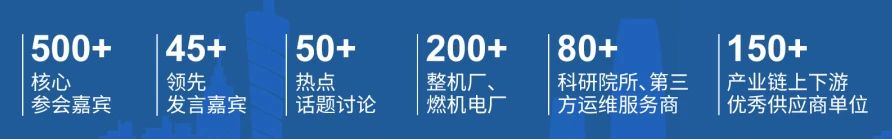 500+
核心
参会嘉宾
45+
领先
发言嘉宾
50+
热点
话题讨论
200+
整机厂、
燃机电厂
80+
科研院所、第三
方运维服务商
150+
产业链上下游
优秀供应商单位